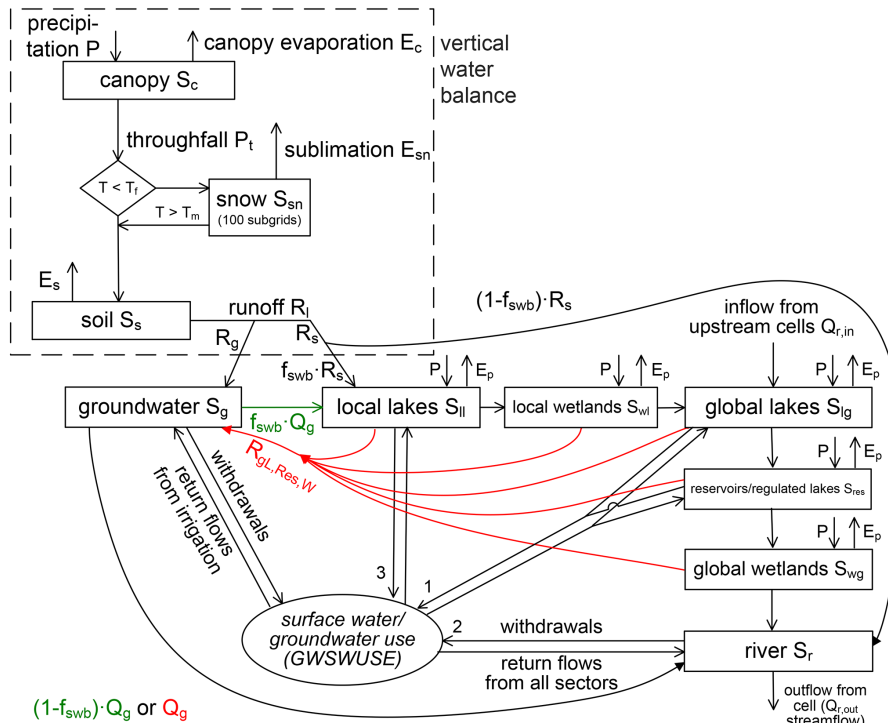 precipi-
tation P
canopy evaporation Ec
vertical
water
balance
canopy Sc
throughfall Pt
sublimation Esn
T < Tf
snow Ssn
(100 subgrids)
T > Tm
Es
soil Ss
runoff Rl
Rg
Rs
(1-fswb)·Rs
inflow from
upstream cells Qr,in
fswb·Rs
P
Ep
P
Ep
P
Ep
groundwater Sg
fswb·Qg
local lakes Sll
local wetlands Swl
global lakes Slg
RgL,Res,W
P
Ep
reservoirs/regulated lakes Sres
withdrawals
return flows
from irrigation
P
Ep
global wetlands Swg
3
1
2
surface water/
groundwater use
(GWSWUSE)
withdrawals
return flows
from all sectors
river Sr
(1-fswb)·Qg or Qg
outflow from
cell (Qr,out
streamflow)